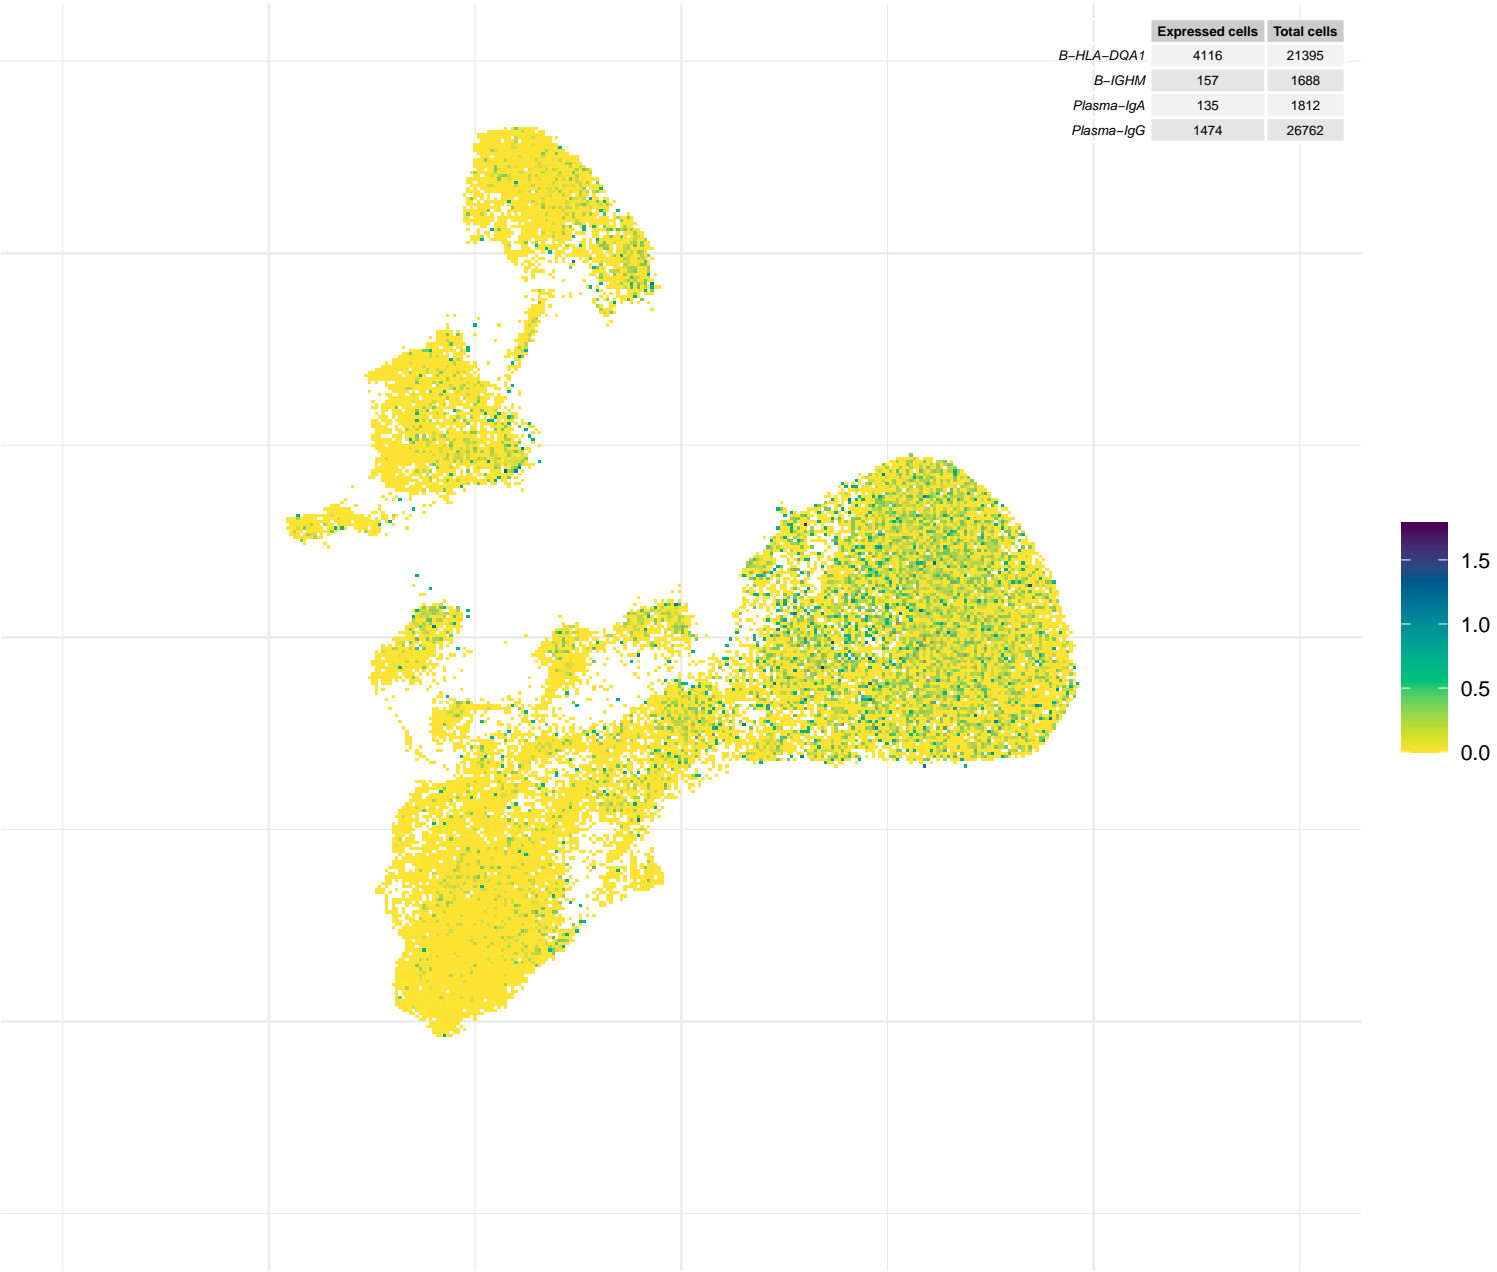 Expressed cells Total cells
B−HLA−DQA1 4116 21395
B−IGHM 157 1688
Plasma−IgA 135 1812
Plasma−IgG 1474 26762
1.5
1.0
0.5
0.0